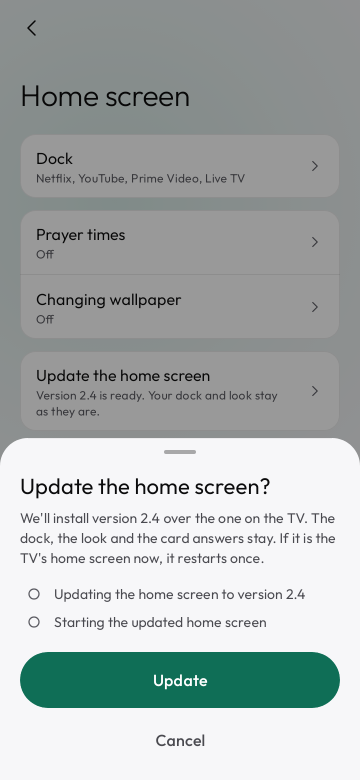 Home screen
Dock
Netflix, YouTube, Prime Video, Live TV
Prayer times
Off
Changing wallpaper
Off
Update the home screen
Version 2.4 is ready. Your dock and look stay
as they are.
Update the home screen?
We'll install version 2.4 over the one on the TV. The
dock, the look and the card answers stay. If it is the
TV's home screen now, it restarts once.
Updating the home screen to version 2.4
Starting the updated home screen
Update
Cancel